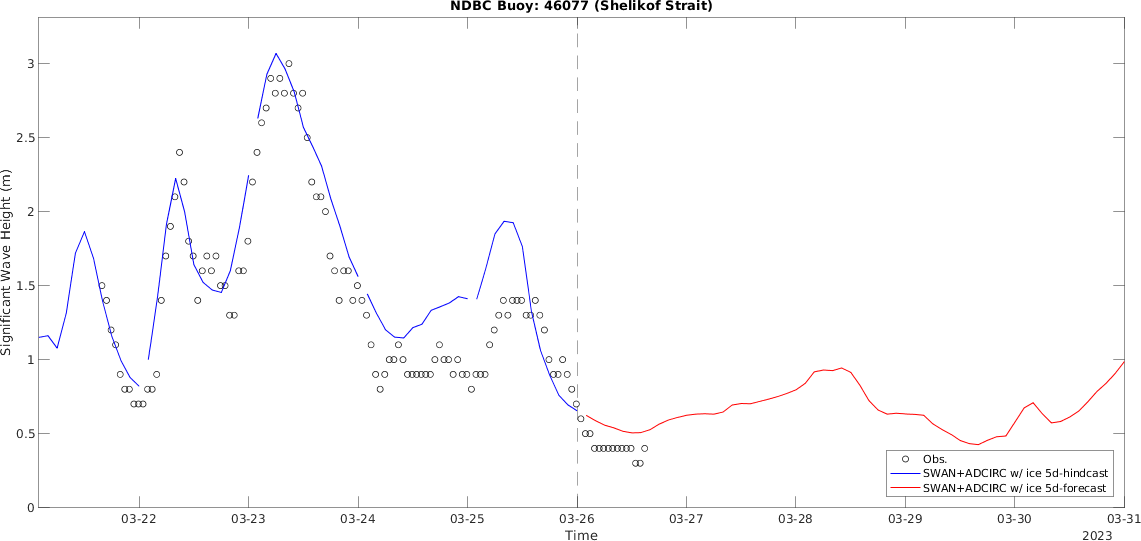 NDBC Buoy: 46077 (Shelikof Strait)
Significant Wave Height (m)
3
2.5
2
1.5
1
0.5
0
Obs.
SWAN+ADCIRC w/ ice 5d-hindcast
SWAN+ADCIRC w/ ice 5d-forecast
03-22 03-23 03-24 03-25 03-26 03-27 03-28 03-29 03-30 03-31
Time
2023